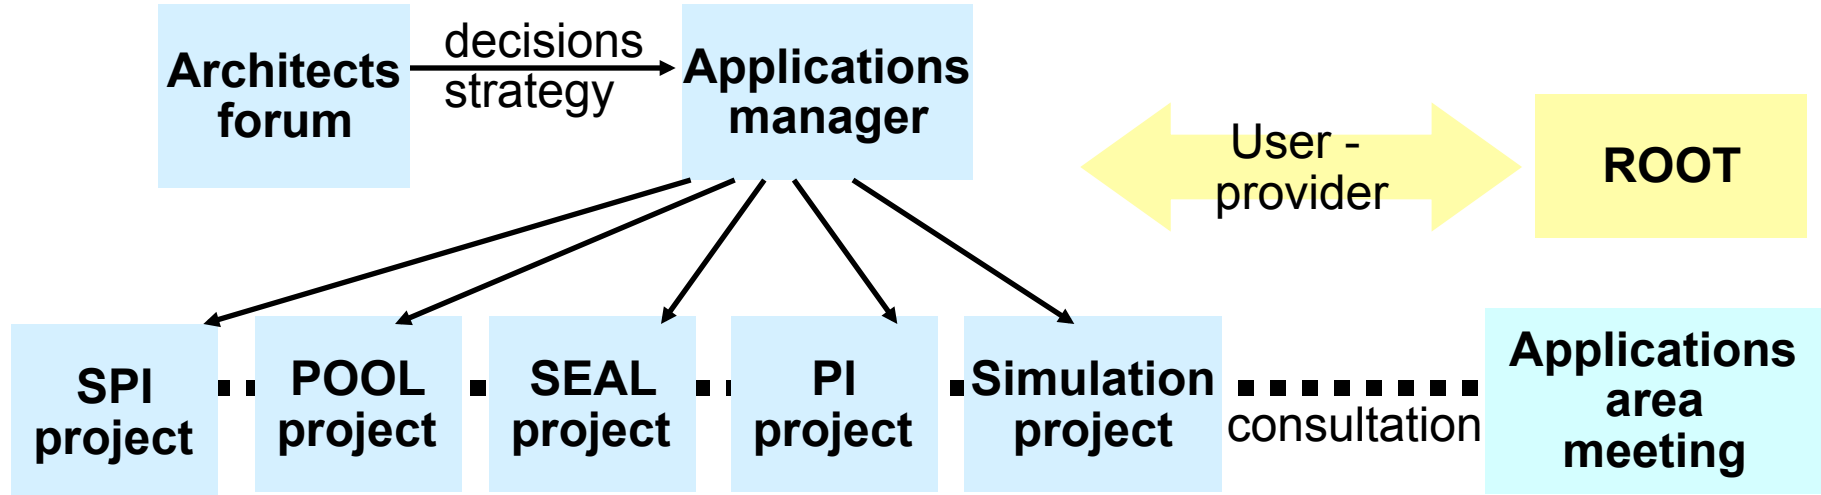 Architects
forum
decisions
strategy
Applications
manager
User -
provider
ROOT
SPI
project
POOL
project
SEAL
project
PI
project
Simulation
project
consultation
Applications
area
meeting